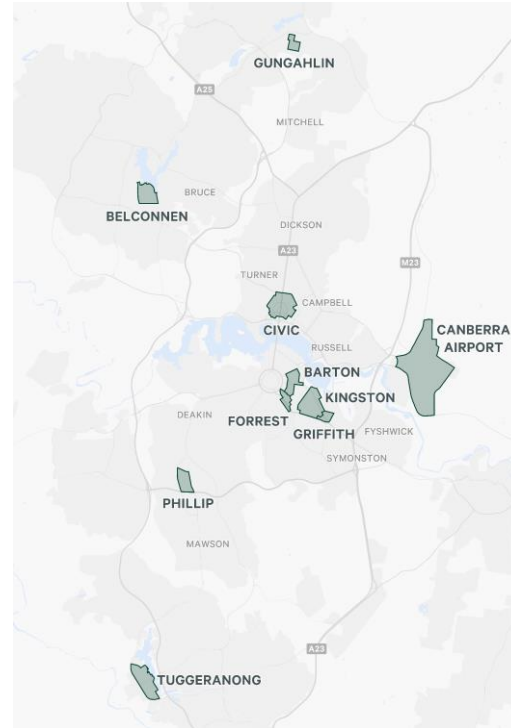 GUNGAHLIN
A25
MITCHELL
BRUCE
BELCONNEN
DICKSON
A23
M23
TURNER
CAMPBELL
CIVIC
CANBERRA
AIRPORT
RUSSELL
BARTON
KINGSTON
DEAKIN
FORREST
GRIFFITH
FYSHWICK
SYMONSTON
PHILLIP
MAWSON
A23
TUGGERANONG